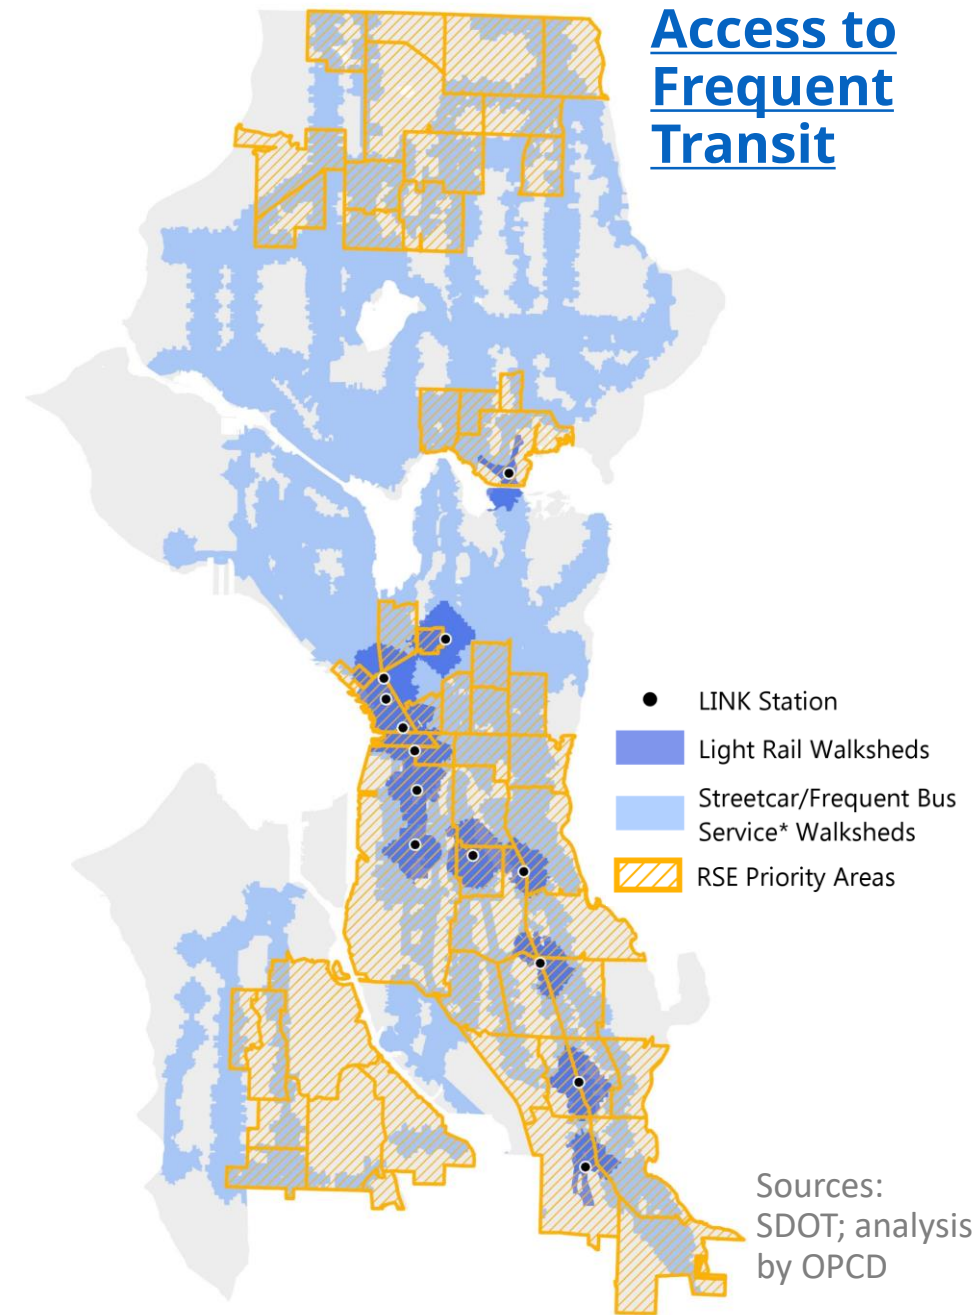 Access to
Frequent
Transit
LINK Station
Light Rail Walksheds
Streetcar/Frequent Bus
Service* Walksheds
RSE Priority Areas
Sources:
SDOT; analysis
by OPCD